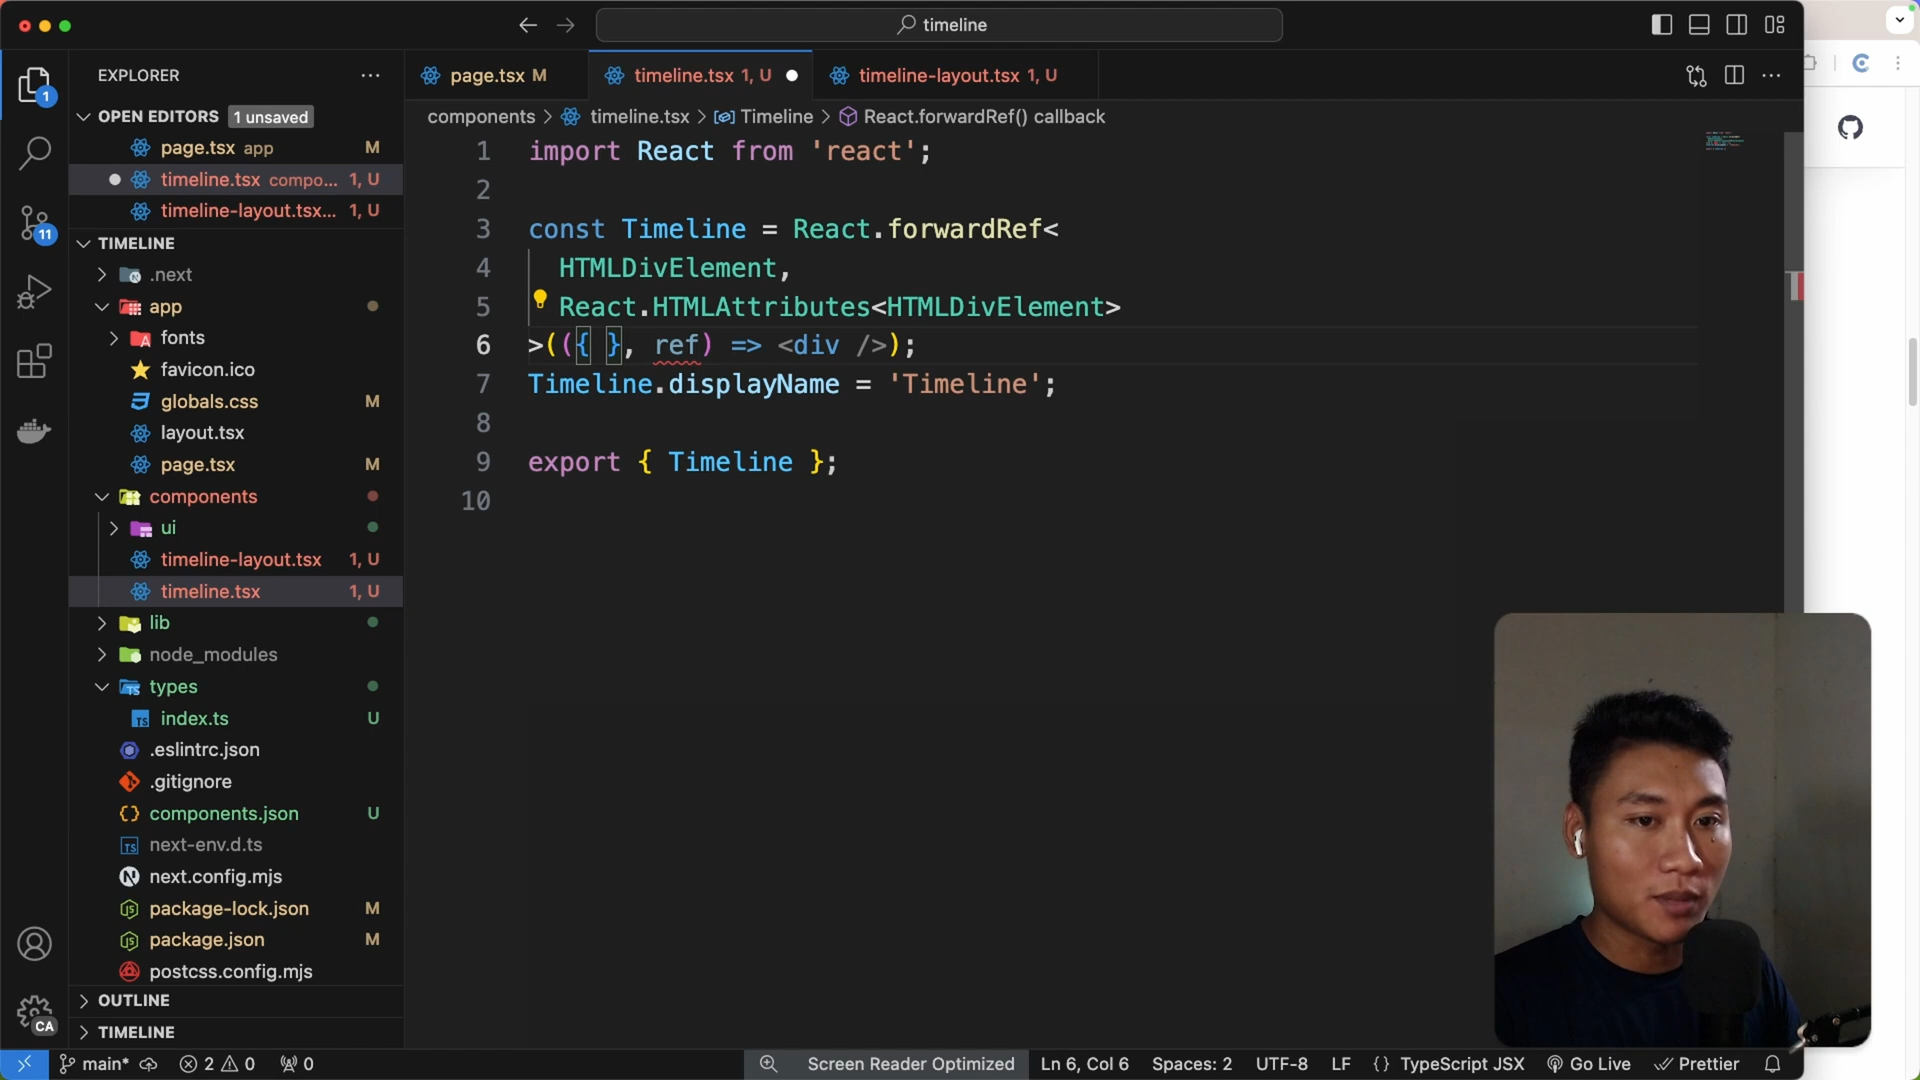 timeline
EXPLORER
OPEN EDITORS 1 unsaved
page.tsx app M
timeline.tsx compo... 1, U
timeline-layout.tsx... 1, U
TIMELINE
.next
app
fonts
favicon.ico
globals.css M
layout.tsx
page.tsx M
components
ui
timeline-layout.tsx 1, U
timeline.tsx 1, U
lib
node_modules
types
index.ts U
.eslintrc.json
.gitignore
components.json U
next-env.d.ts
next.config.mjs
package-lock.json M
package.json M
postcss.config.mjs
OUTLINE
TIMELINE
1
11
CA
page.tsx M
timeline.tsx 1, U
timeline-layout.tsx 1, U
components > timeline.tsx > Timeline > React.forwardRef() callback
1 import React from 'react';
2
3 const Timeline = React.forwardRef<
4 HTMLDivElement,
5 React.HTMLAttributes<HTMLDivElement>
6 >(({ }, ref) => <div />);
7 Timeline.displayName = 'Timeline';
8
9 export { Timeline };
10
main* 2 0 0 Screen Reader Optimized Ln 6, Col 6 Spaces: 2 UTF-8 LF {} TypeScript JSX Go Live Prettier